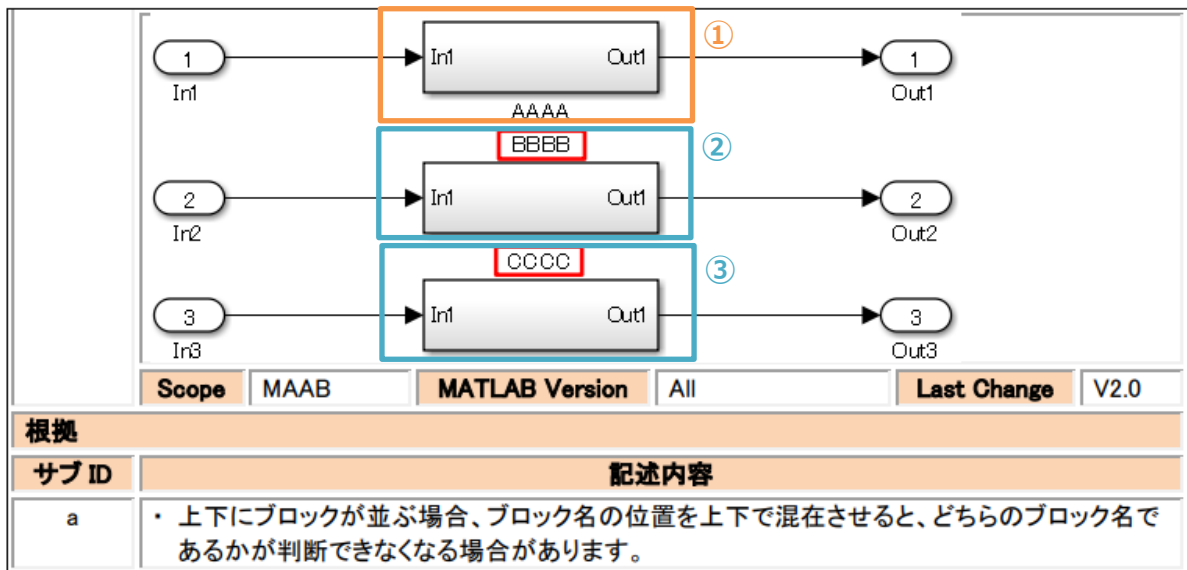 1 In1 Out1 1 ①
In1 AAAA Out1
BBBB ②
2 In1 Out1 2
In2 Out2
CCCC ③
3 In1 Out1 3
In3 Out3
Scope MAAB MATLAB Version All Last Change V2.0
根拠
サブ ID 記述内容
a ・ 上下にブロックが並ぶ場合、ブロック名の位置を上下で混在させると、どちらのブロック名で
あるかが判断できなくなる場合があります。